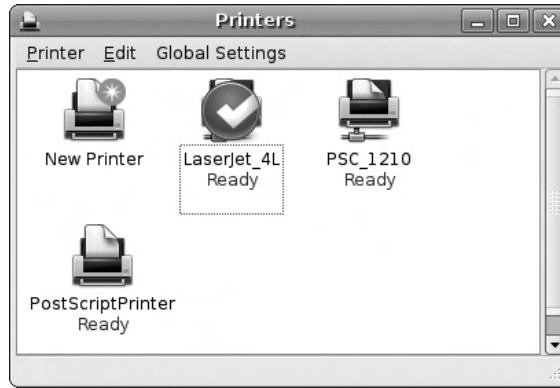 Printers
Printer Edit Global Settings
New Printer
LaserJet_4L
Ready
PSC_1210
Ready
PostScriptPrinter
Ready